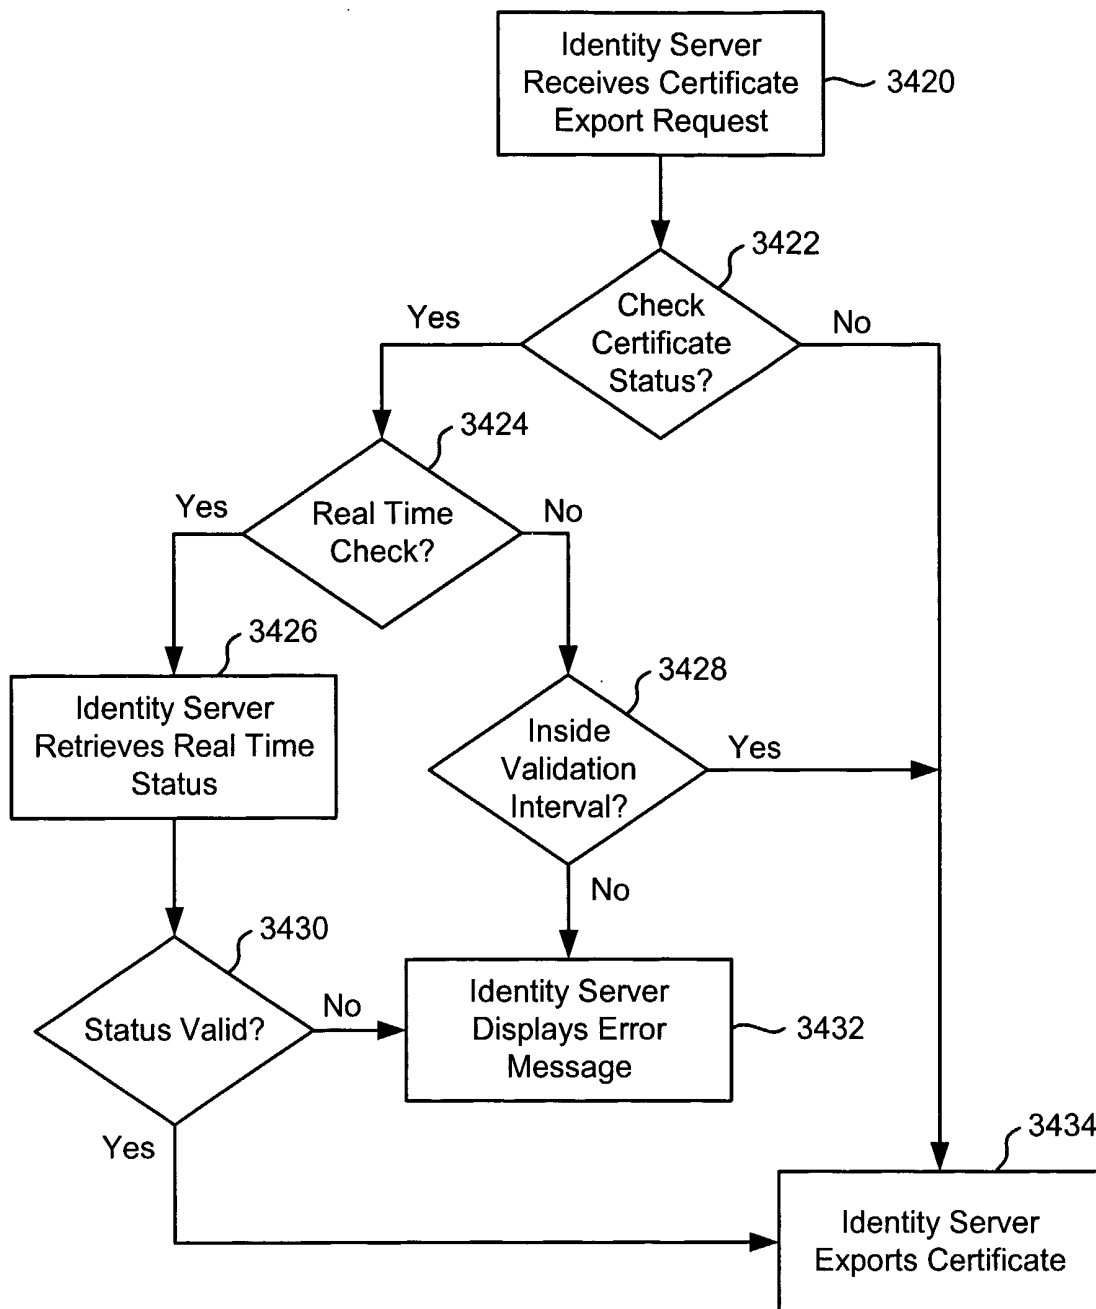 Identity Server
Receives Certificate
Export Request
3420
3422
Check
Certificate
Status?
Yes
No
3424
Real Time
Check?
Yes
No
3426
Identity Server
Retrieves Real Time
Status
3428
Inside
Validation
Interval?
Yes
No
3430
Status Valid?
No
Yes
Identity Server
Displays Error
Message
3432
3434
Identity Server
Exports Certificate